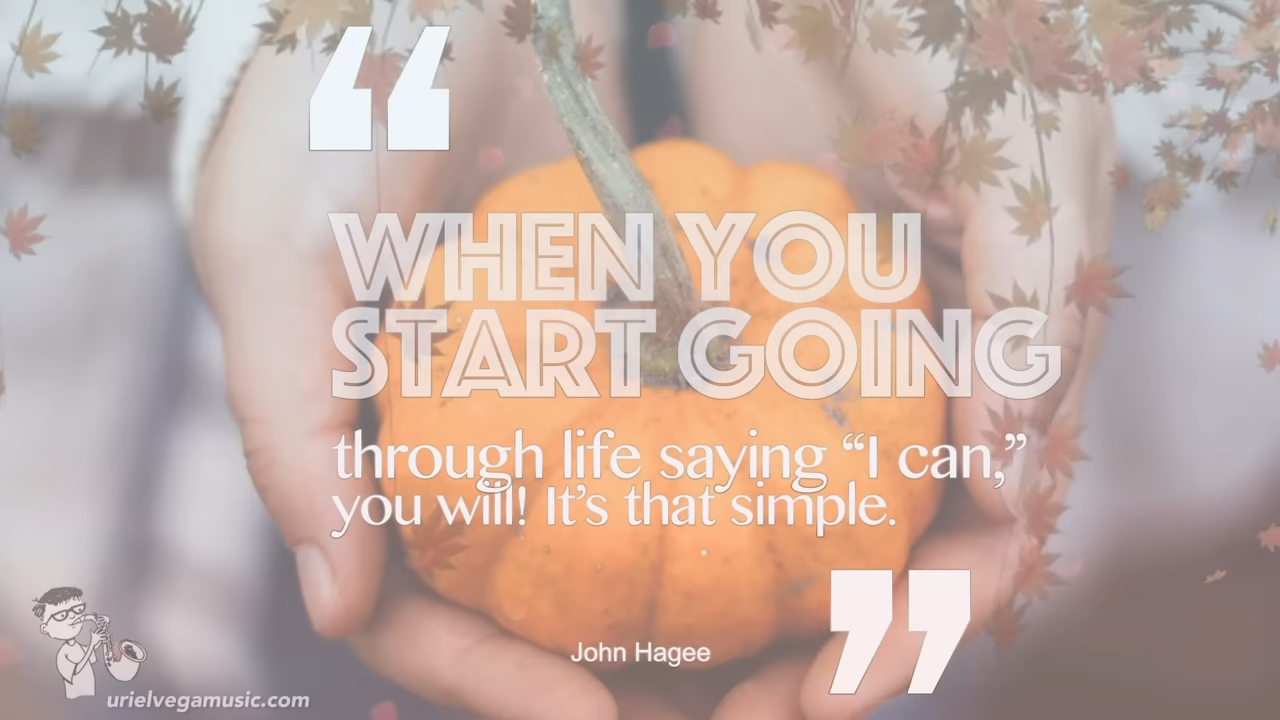 “
WHEN YOU
START GOING
through life saying “I can,”
you will! It’s that simple.
”
John Hagee
urielvegamusic.com